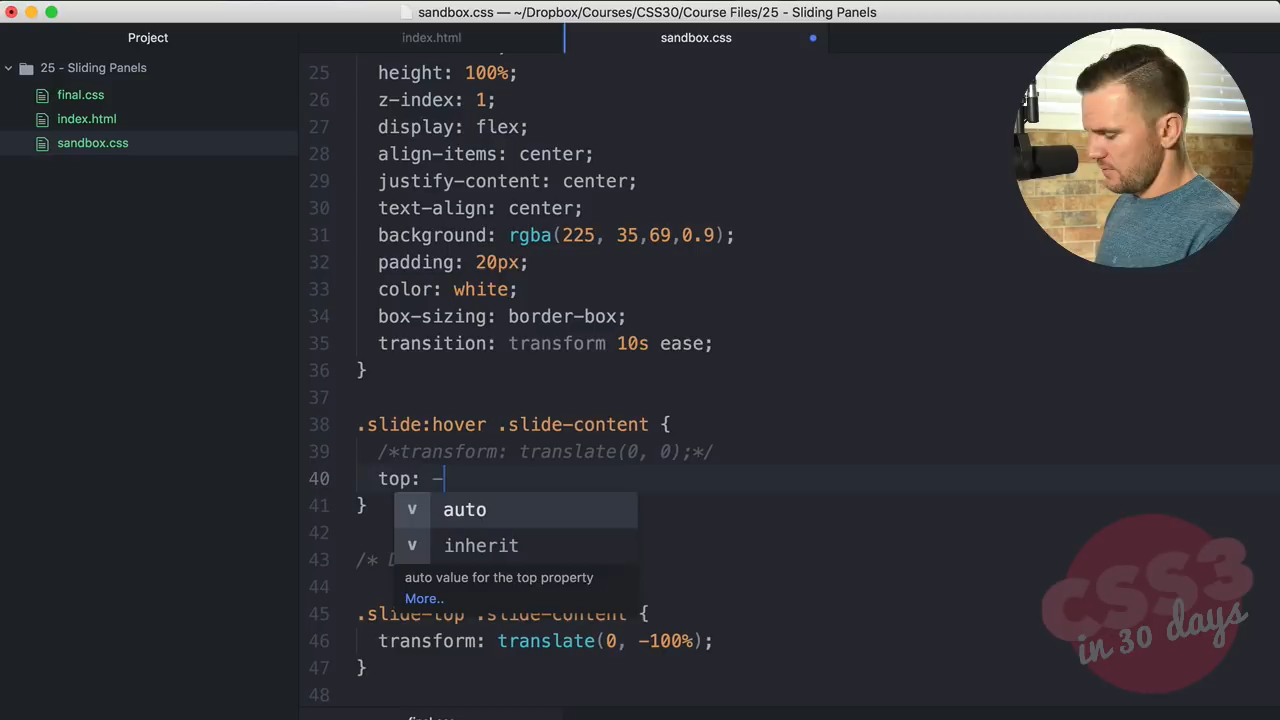 sandbox.css — ~/Dropbox/Courses/CSS30/Course Files/25 - Sliding Panels
Project
index.html
sandbox.css
25 - Sliding Panels
final.css
index.html
sandbox.css
25 height: 100%;
26 z-index: 1;
27 display: flex;
28 align-items: center;
29 justify-content: center;
30 text-align: center;
31 background: rgba(225, 35,69,0.9);
32 padding: 20px;
33 color: white;
34 box-sizing: border-box;
35 transition: transform 10s ease;
36 }
37
38 .slide:hover .slide-content {
39 /*transform: translate(0, 0);*/
40 top: -
41 }
v auto
42
v inherit
43 /*
auto value for the top property
44
More..
45 .slide-top .slide-content {
46 transform: translate(0, -100%);
47 }
48
CSS3
in 30 days